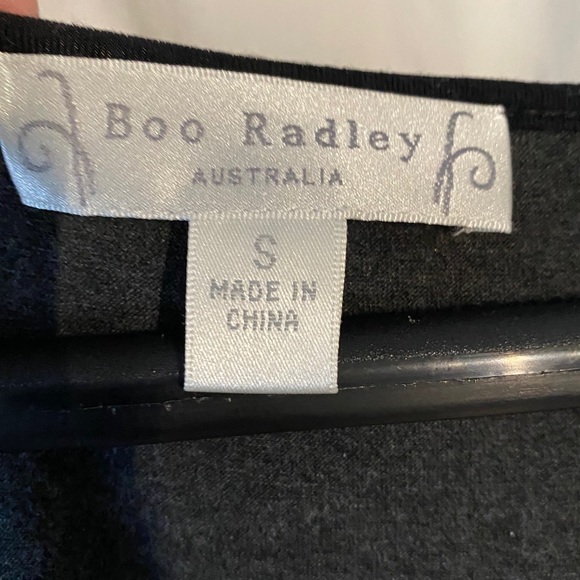 Boo Radley
AUSTRALIA
S
MADE IN
CHINA